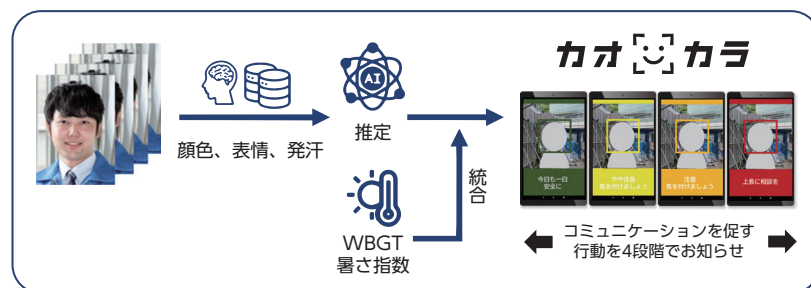 カオカラ
AI
顔色、表情、発汗
推定
統合
WBGT
暑さ指数
今日も一日
安全に
やや注意
気を付けましょう
注意
気を付けましょう
上長に相談を
コミュニケーションを促す
行動を4段階でお知らせ